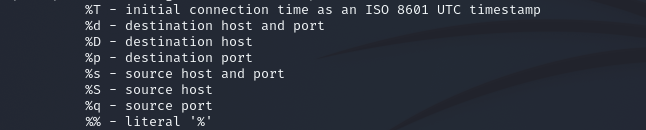 %T - initial connection time as an ISO 8601 UTC timestamp
%d - destination host and port
%D - destination host
%p - destination port
%s - source host and port
%S - source host
%q - source port
%% - literal '%'